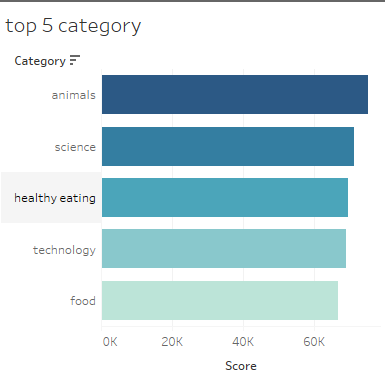 top 5 category
Category
animals
science
healthy eating
technology
food
0K 20K 40K 60K
Score